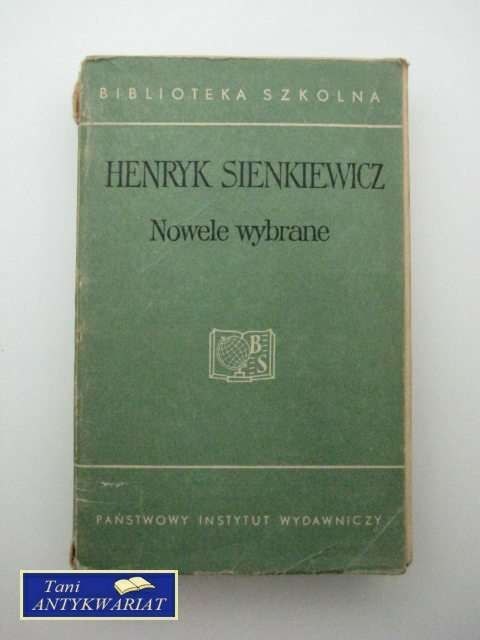 BIBLIOTEKA SZKOLNA
HENRYK SIENKIEWICZ
Nowele wybrane
B
S
PAŃSTWOWY INSTYTUT WYDAWNICZY
Tani
ANTYKWARIAT